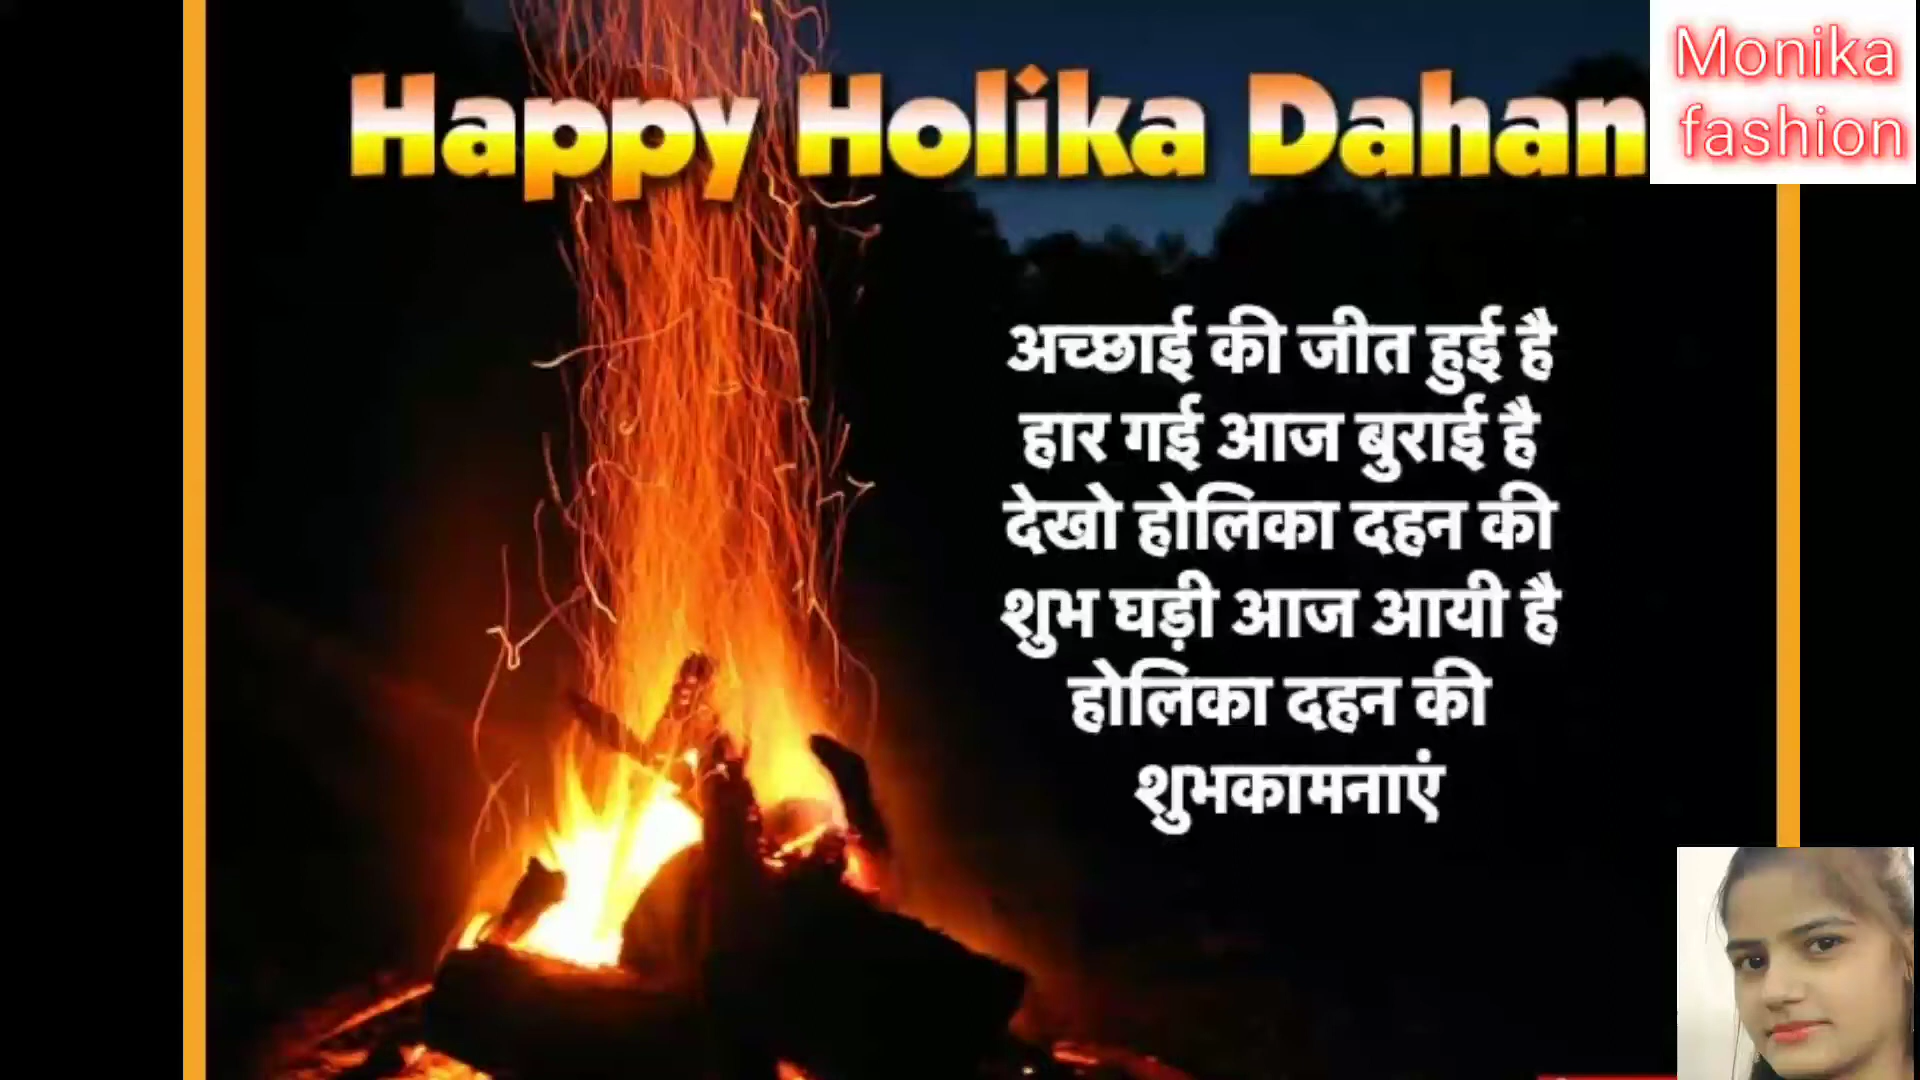 Happy Holika Dahan
Monika
fashion
अच्छाई की जीत हुई है
हार गई आज बुराई है
देखो होलिका दहन की
शुभ घड़ी आज आयी है
होलिका दहन की
शुभकामनाएं